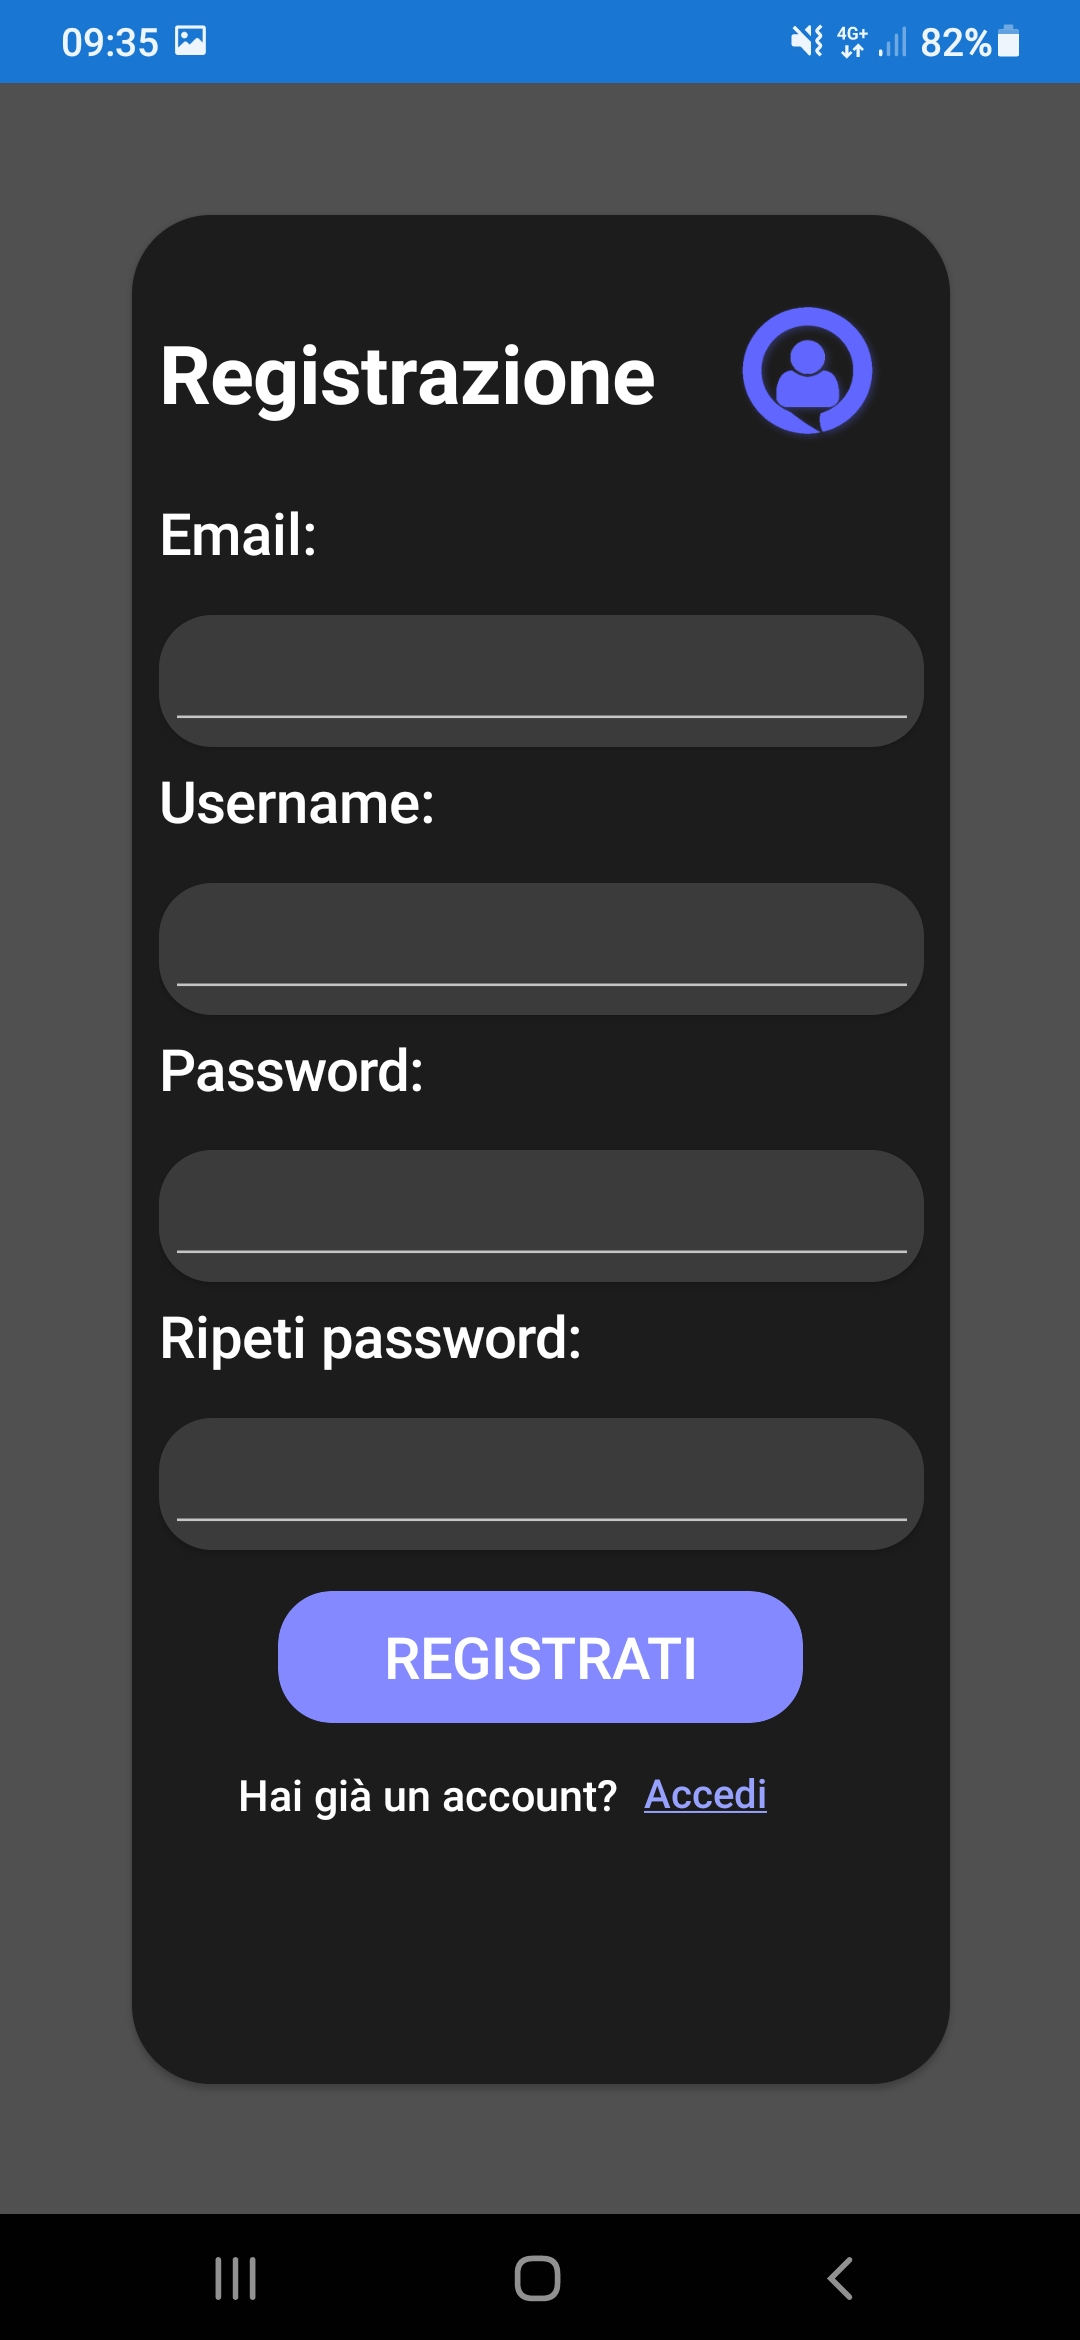 09:35 4G+ 82%
Registrazione
Email:
Username:
Password:
Ripeti password:
REGISTRATI
Hai già un account? Accedi